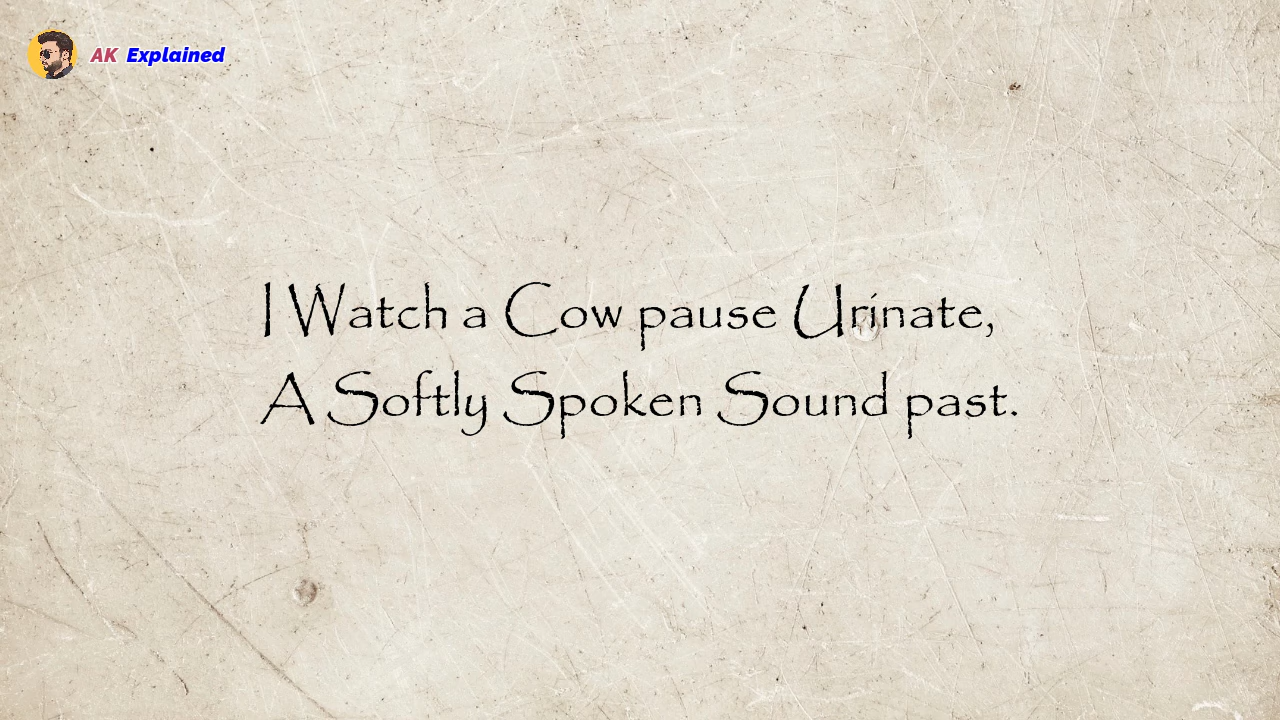 AK Explained
I Watch a Cow pause Urinate,
A Softly Spoken Sound past.